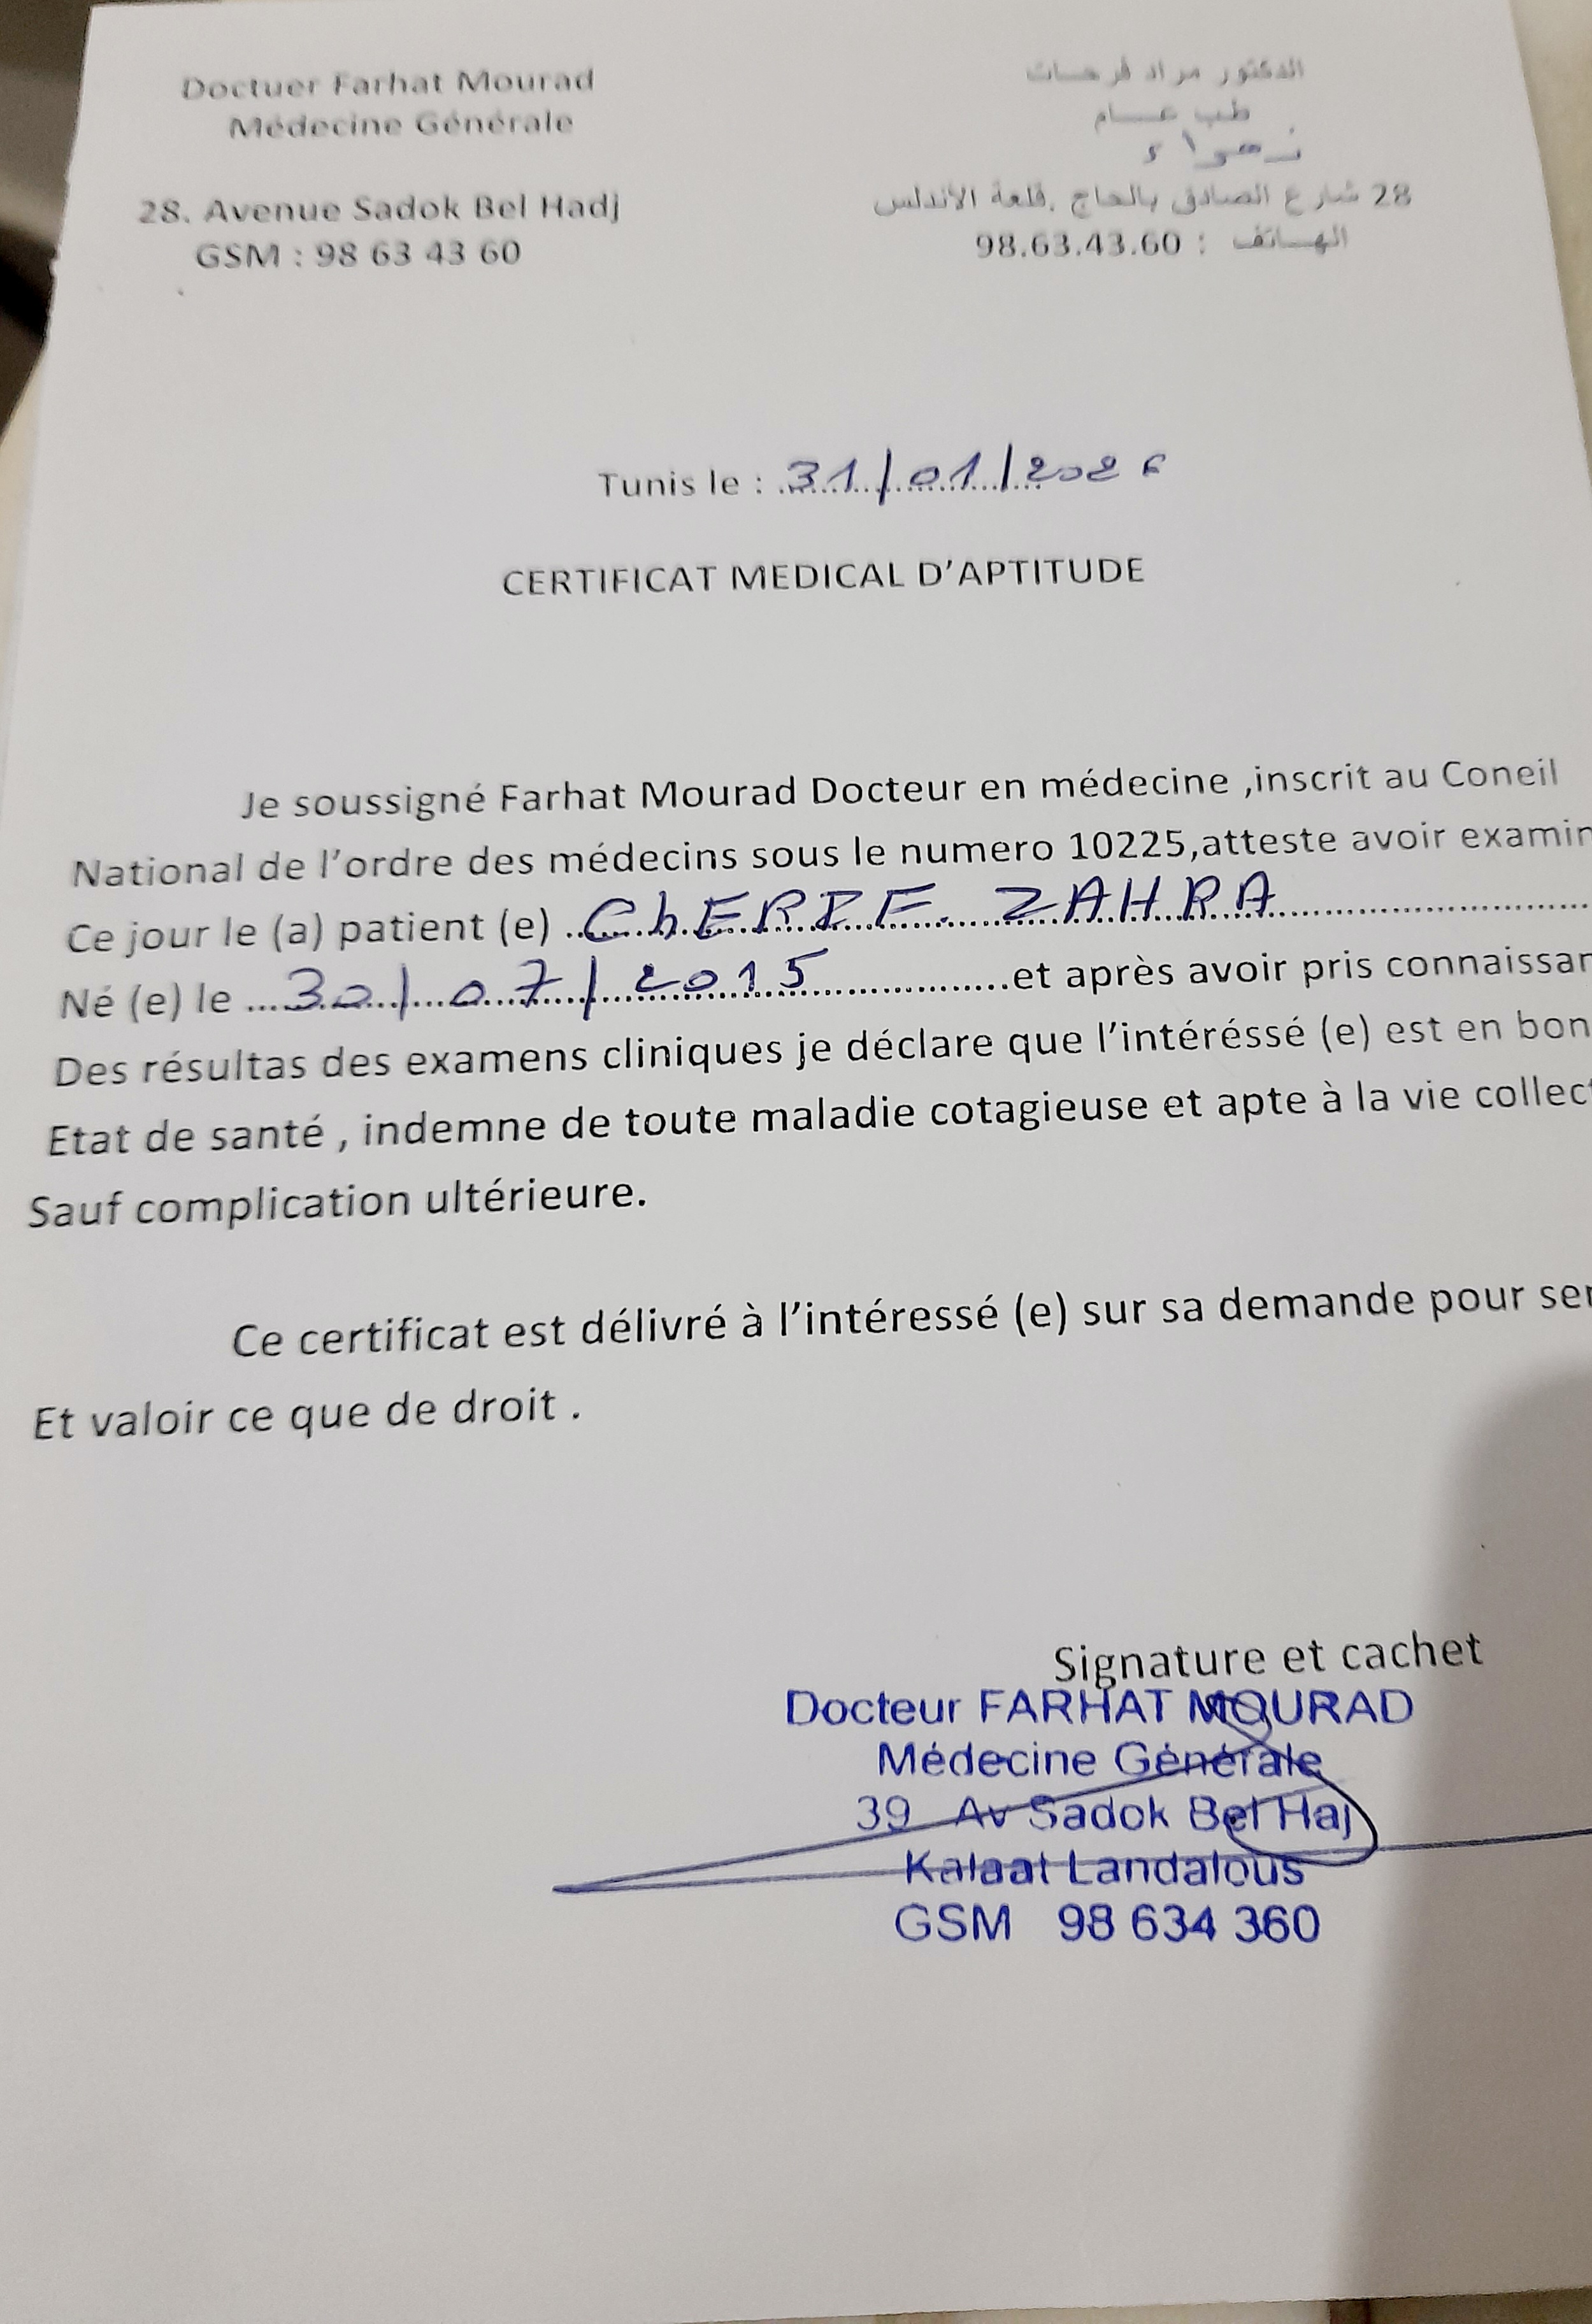 Doctuer Farhat Mourad
Médecine Générale
28. Avenue Sadok Bel Hadj
GSM : 98 63 43 60
الدكتور مراد فرحات
طب عام
28 شارع الصادق بالحاج .قلعة الأندلس
الهاتف : 98.63.43.60
Tunis le : 31/01/2026
CERTIFICAT MEDICAL D'APTITUDE
Je soussigné Farhat Mourad Docteur en médecine ,inscrit au Coneil
National de l'ordre des médecins sous le numero 10225,atteste avoir examin
Ce jour le (a) patient (e) ChERIF. ZAHRA
Né (e) le ...30/07/2015...et après avoir pris connaissan
Des résultas des examens cliniques je déclare que l'intéréssé (e) est en bon
Etat de santé , indemne de toute maladie cotagieuse et apte à la vie collect
Sauf complication ultérieure.
Ce certificat est délivré à l'intéressé (e) sur sa demande pour ser
Et valoir ce que de droit .
Signature et cachet
Docteur FARHAT MOURAD
Médecine Générale
39 Av Sadok Bel Haj
Kalaat Landalous
GSM 98 634 360